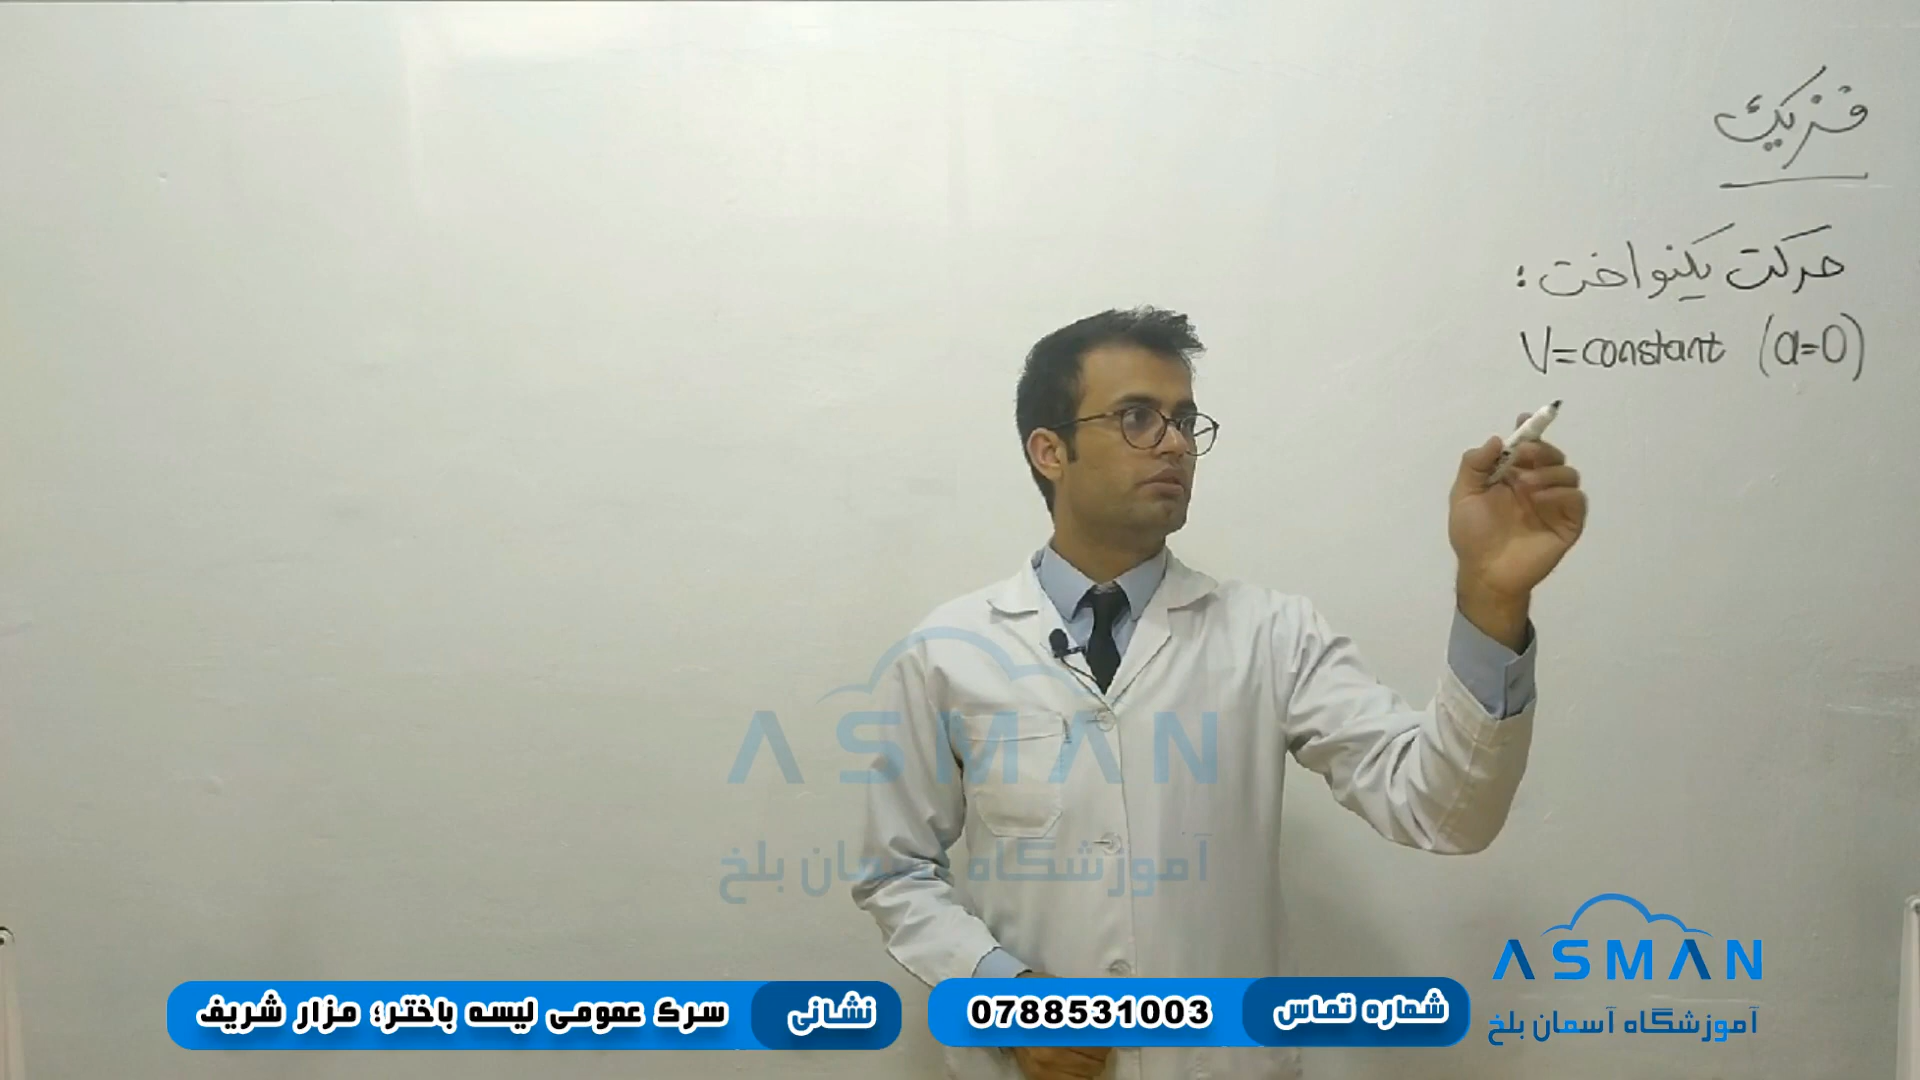 فزیک
حرکت یکنواخت :
V=constant (a=0)
ASMAN
آموزشگاه آسمان بلخ
ASMAN
آموزشگاه آسمان بلخ
شماره تماس 0788531003
نشانی سرک عمومی لیسه باختر؛ مزار شریف